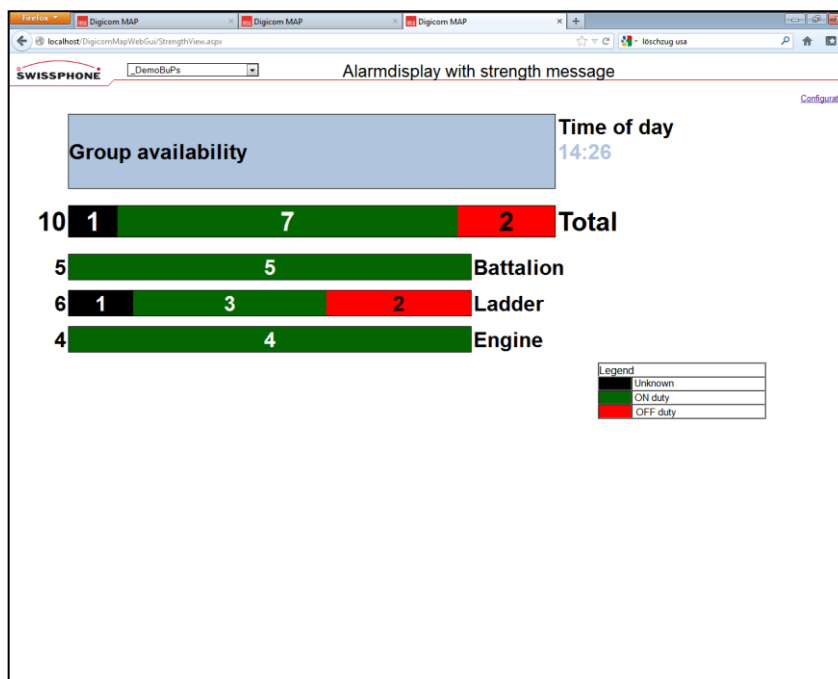 Firefox
Digicom MAP
Digicom MAP
Digicom MAP
localhost/DigicomMapWebGui/StrengthView.aspx
löschzug usa
SWISSPHONE
_DemoBuPs
Alarmdisplay with strength message
Configurat
Group availability
Time of day
14:26
10 1 7 2 Total
5 5 Battalion
6 1 3 2 Ladder
4 4 Engine
Legend
Unknown
ON duty
OFF duty